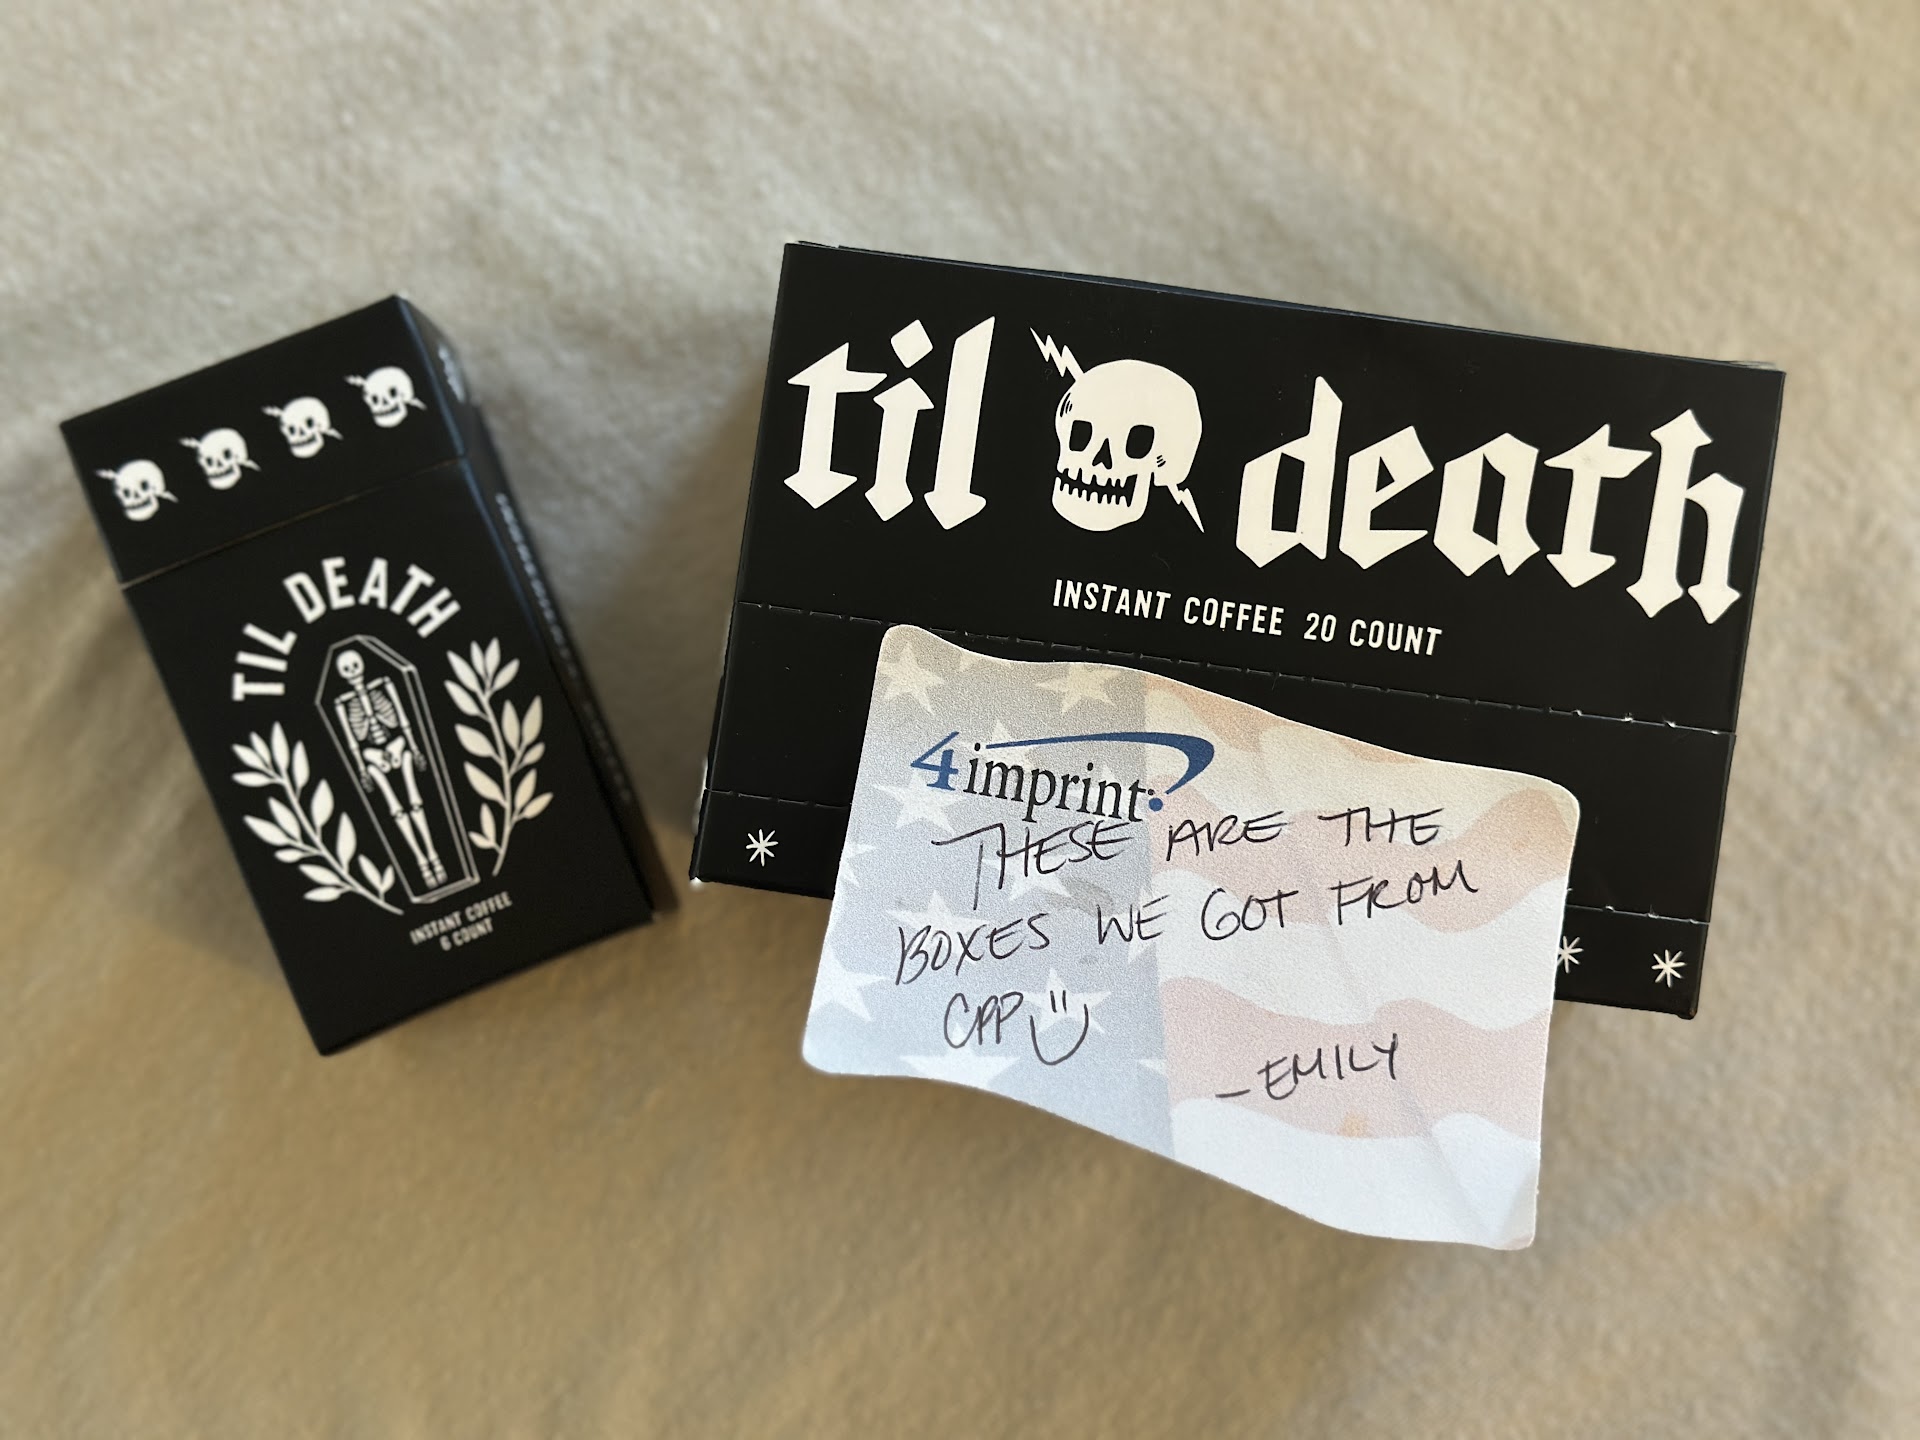 TIL DEATH
INSTANT COFFEE
6 COUNT
til death
INSTANT COFFEE 20 COUNT
4imprint
THESE ARE THE
BOXES WE GOT FROM
CPP
-EMILY